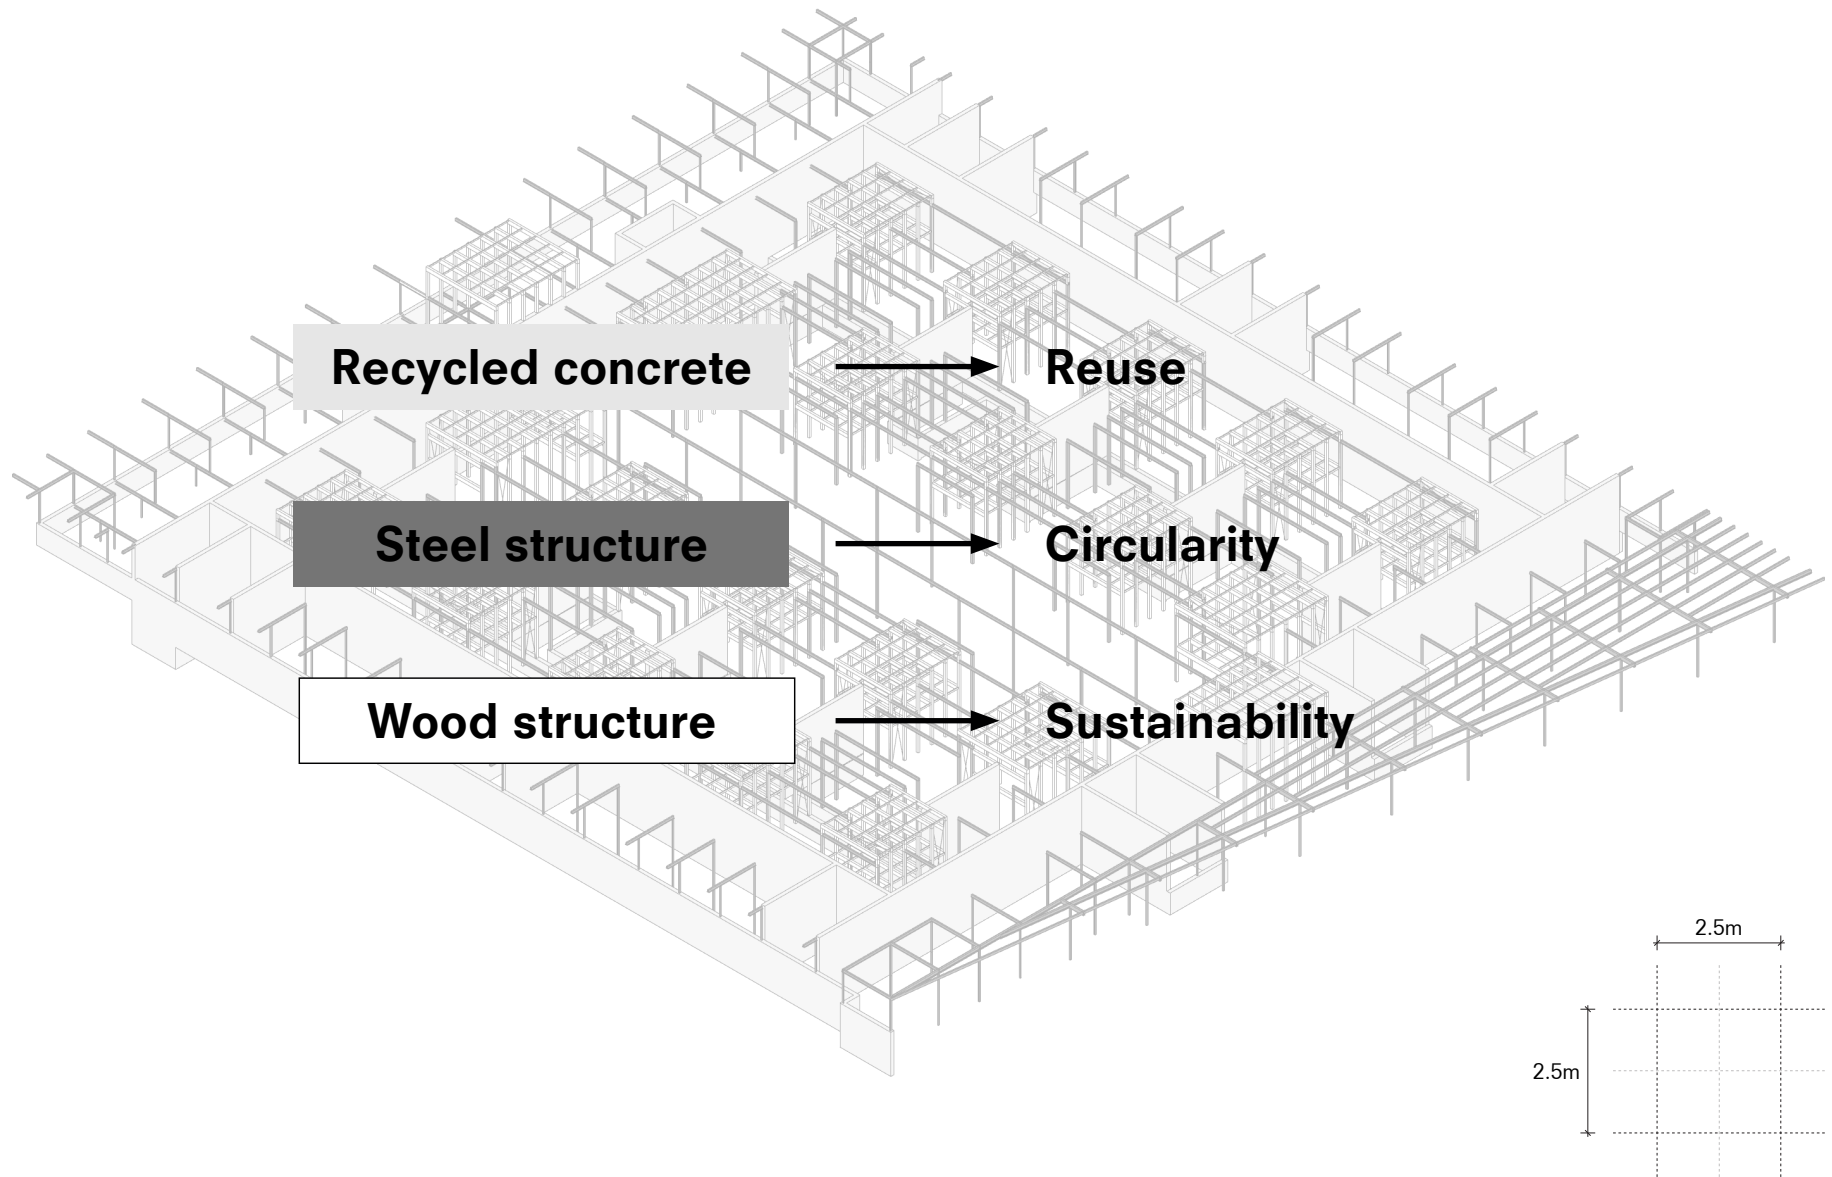 Recycled concrete
Reuse
Steel structure
Circularity
Wood structure
Sustainability
2.5m
2.5m